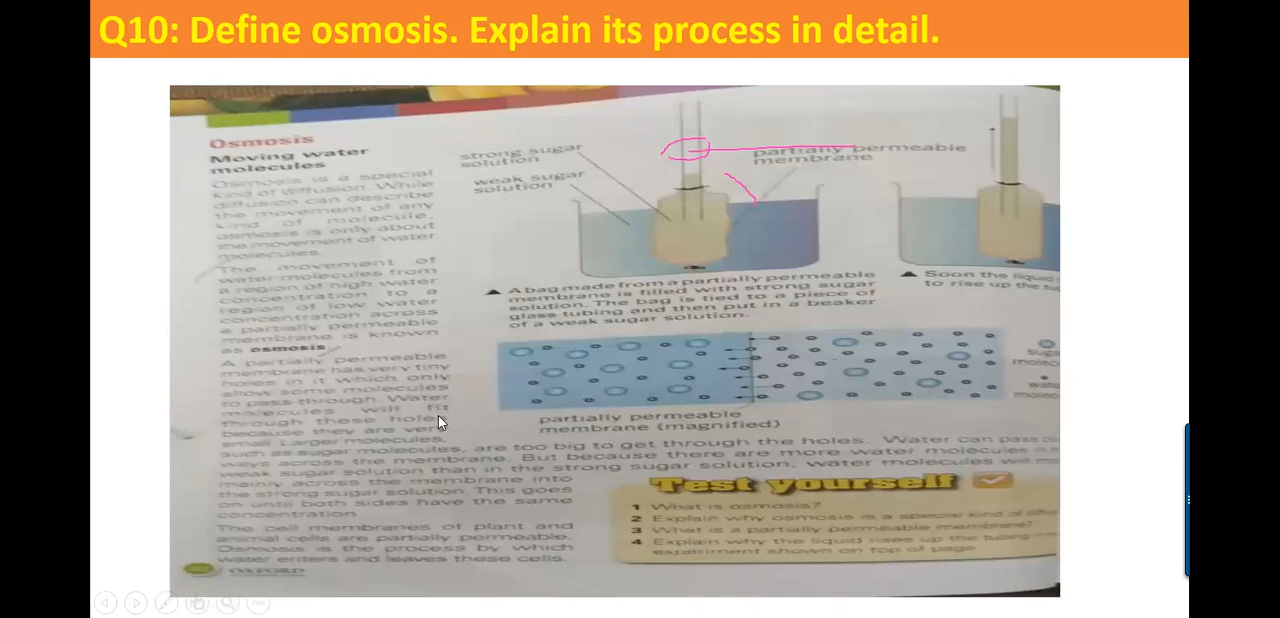 Q10: Define osmosis. Explain its process in detail.
Osmosis
Moving water
molecules
Osmosis is a special
kind of diffusion. While
diffusion can describe
the movement of any
kind of molecule,
osmosis is only about
the movement of water
molecules.
The movement of
water molecules from
a region of high water
concentration to a
region of low water
concentration across
a partially permeable
membrane is known
as osmosis
A partially permeable
membrane has very tiny
holes in it which only
allow some molecules
to pass through. Water
molecules will fit
through these holes
because they are very
small. Larger molecules,
such as sugar molecules, are too big to get through the holes. Water can pass
ways across the membrane. But because there are more water molecules in
weak sugar solution than in the strong sugar solution, water molecules will
mainly across the membrane into
the strong sugar solution. This goes
on until both sides have the same
concentration.
The cell membranes of plant and
animal cells are partially permeable.
Osmosis is the process by which
water enters and leaves these cells.
OXFORD
strong sugar
solution
weak sugar
solution
partially permeable
membrane
▲ A bag made from a partially permeable
membrane is filled with strong sugar
solution. The bag is tied to a piece of
glass tubing and then put in a beaker
of a weak sugar solution.
▲ Soon the liquid
to rise up the
partially permeable
membrane (magnified)
Test yourself
1 What is osmosis?
2 Explain why osmosis is a special kind of
3 What is a partially permeable membrane?
4 Explain why the liquid rises up the tubing
experiment shown on top of page